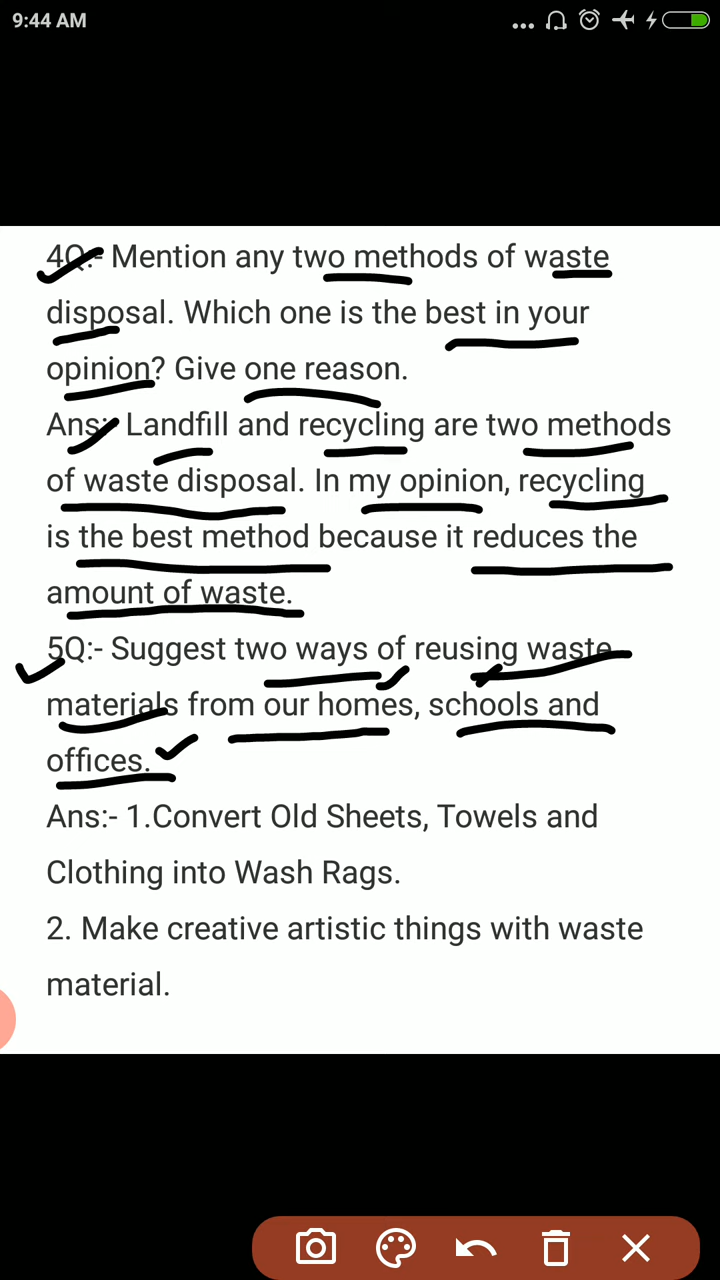 9:44 AM
4Q:- Mention any two methods of waste
disposal. Which one is the best in your
opinion? Give one reason.
Ans:- Landfill and recycling are two methods
of waste disposal. In my opinion, recycling
is the best method because it reduces the
amount of waste.
5Q:- Suggest two ways of reusing waste
materials from our homes, schools and
offices.
Ans:- 1.Convert Old Sheets, Towels and
Clothing into Wash Rags.
2. Make creative artistic things with waste
material.